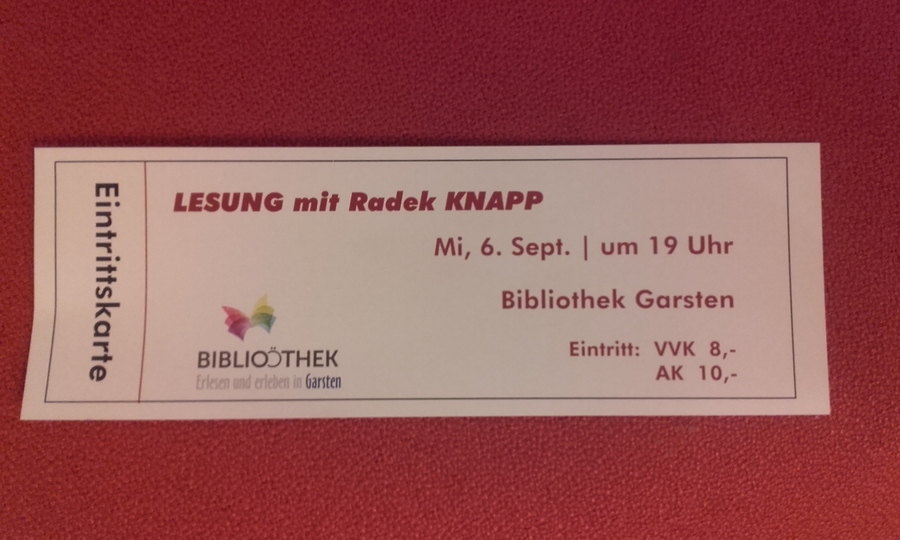 Eintrittskarte
LESUNG mit Radek KNAPP
Mi, 6. Sept. | um 19 Uhr
Bibliothek Garsten
Eintritt: VVK 8,-
AK 10,-
BIBLIOÖTHEK
Erlesen und erleben in Garsten